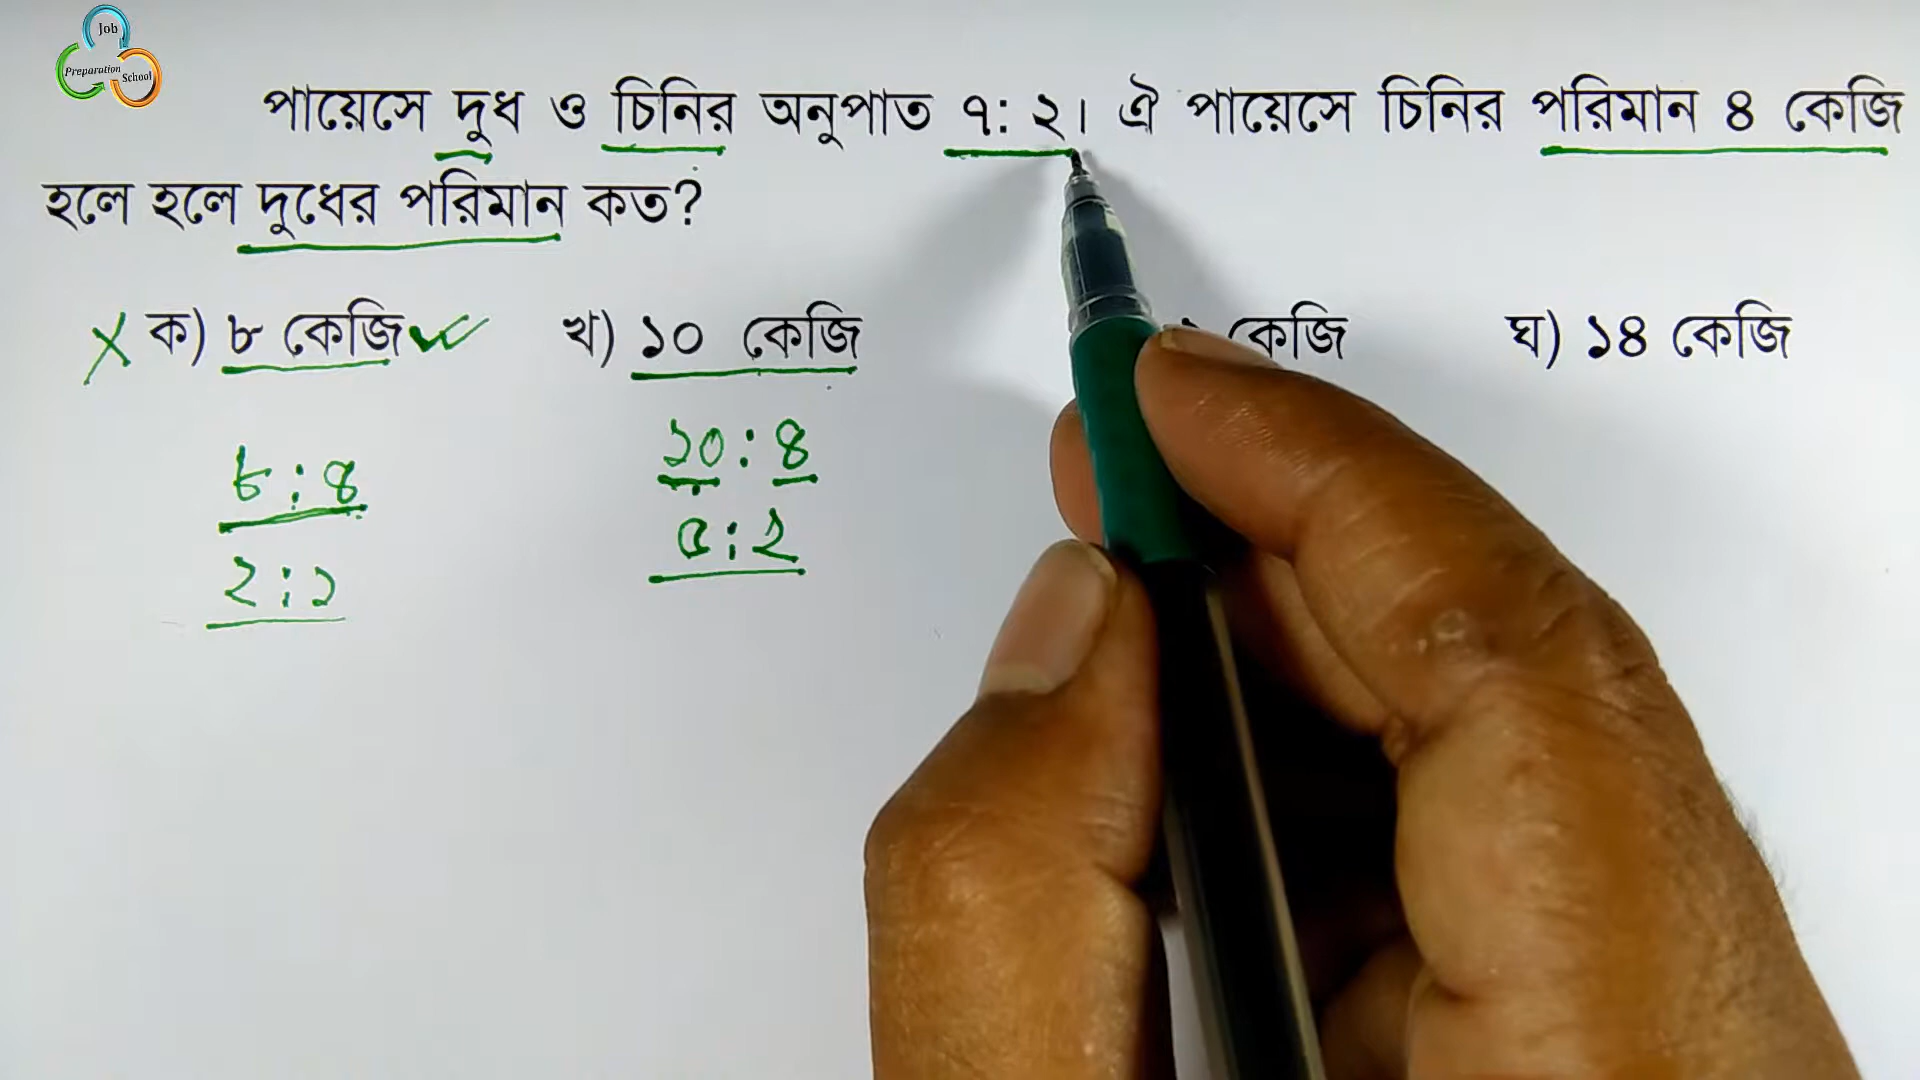 Job
Preparation School
পায়েসে দুধ ও চিনির অনুপাত ৭: ২। ঐ পায়েসে চিনির পরিমান ৪ কেজি
হলে হলে দুধের পরিমান কত?
ক) ৮ কেজি খ) ১০ কেজি কেজি ঘ) ১৪ কেজি
৮:৪
২:১
১০:৪
৫:২